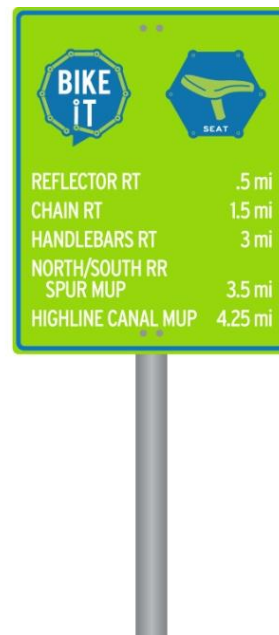 BIKE
iT
SEAT
REFLECTOR RT .5 mi
CHAIN RT 1.5 mi
HANDLEBARS RT 3 mi
NORTH/SOUTH RR
SPUR MUP 3.5 mi
HIGHLINE CANAL MUP 4.25 mi